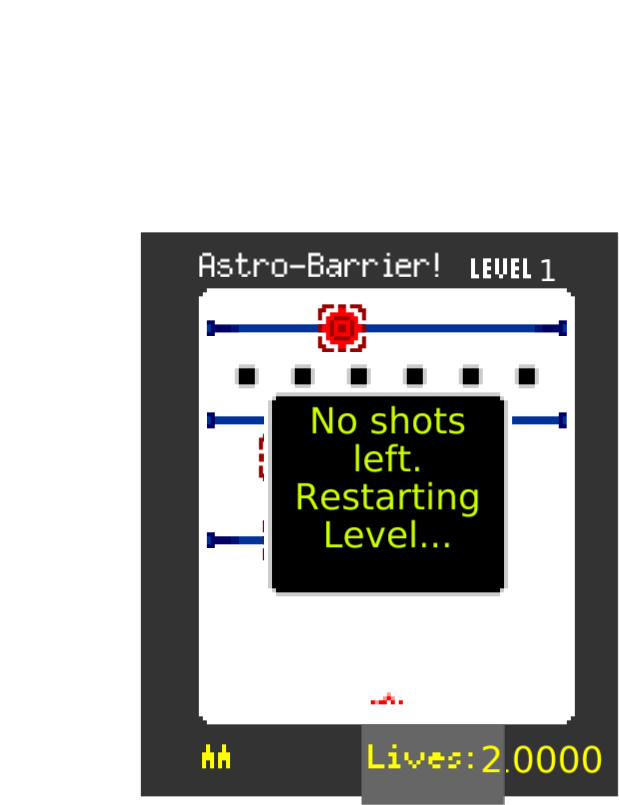 Astro-Barrier! LEVEL 1
No shots
left.
Restarting
Level...
Lives:2.0000